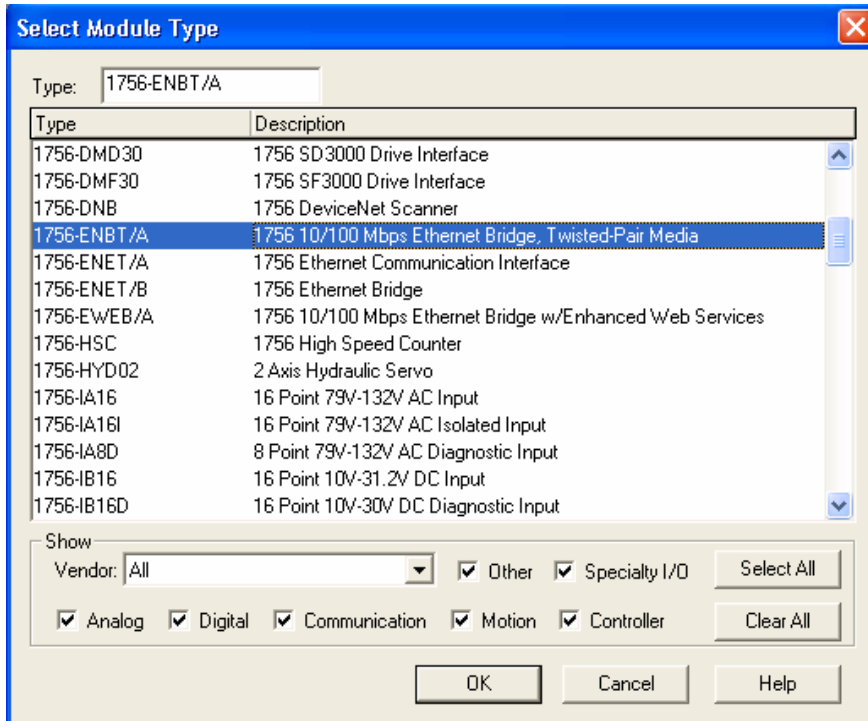 Select Module Type
Type: 1756-ENBT/A
Type Description
1756-DMD30 1756 SD3000 Drive Interface
1756-DMF30 1756 SF3000 Drive Interface
1756-DNB 1756 DeviceNet Scanner
1756-ENBT/A 1756 10/100 Mbps Ethernet Bridge, Twisted-Pair Media
1756-ENET/A 1756 Ethernet Communication Interface
1756-ENET/B 1756 Ethernet Bridge
1756-EWEB/A 1756 10/100 Mbps Ethernet Bridge w/Enhanced Web Services
1756-HSC 1756 High Speed Counter
1756-HYD02 2 Axis Hydraulic Servo
1756-IA16 16 Point 79V-132V AC Input
1756-IA16I 16 Point 79V-132V AC Isolated Input
1756-IA8D 8 Point 79V-132V AC Diagnostic Input
1756-IB16 16 Point 10V-31.2V DC Input
1756-IB16D 16 Point 10V-30V DC Diagnostic Input
Show
Vendor: All Other Specialty I/O Select All
Analog Digital Communication Motion Controller Clear All
OK Cancel Help